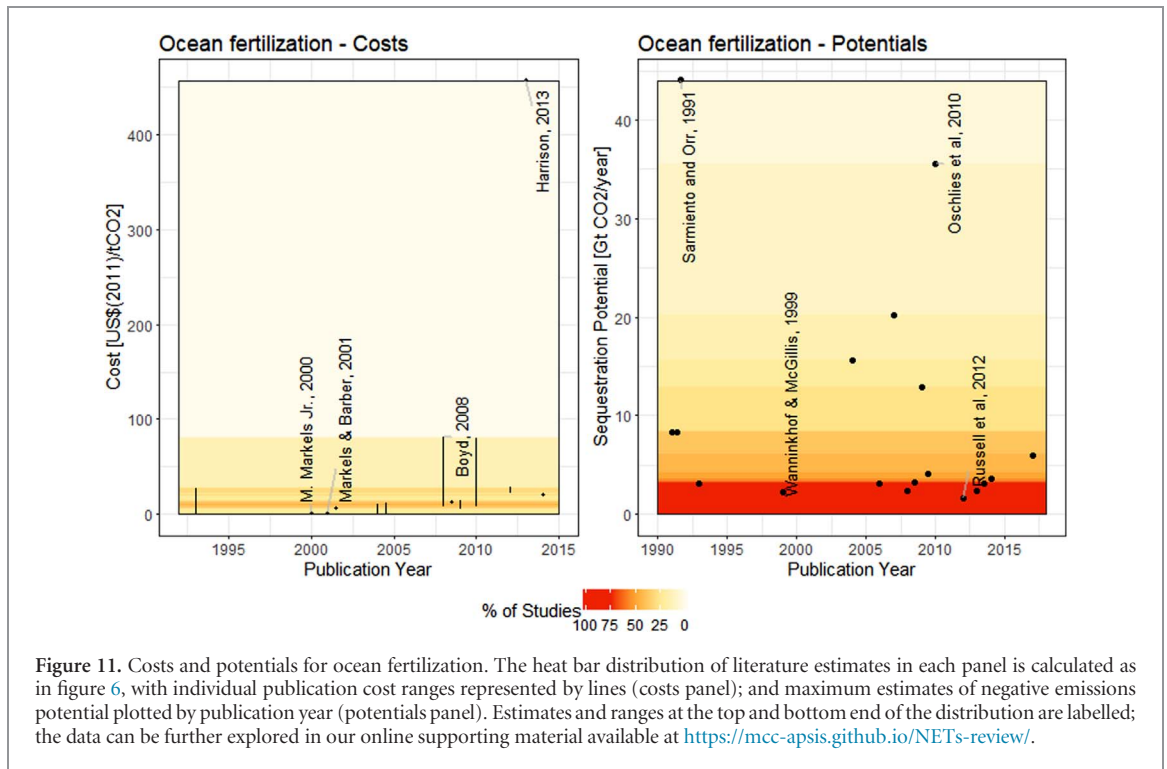 Ocean fertilization - Costs
Cost [US$(2011)/tCO2]
400
300
200
100
0
M. Markels Jr., 2000
Markels & Barber, 2001
Boyd, 2008
Harrison, 2013
1995 2000 2005 2010 2015
Publication Year
Ocean fertilization - Potentials
Sequestration Potential [Gt CO2/year]
40
30
20
10
0
Sarmiento and Orr, 1991
Wanninkhof & McGillis, 1999
Oschlies et al, 2010
Russell et al, 2012
1990 1995 2000 2005 2010 2015
Publication Year
% of Studies
100 75 50 25 0
Figure 11. Costs and potentials for ocean fertilization. The heat bar distribution of literature estimates in each panel is calculated as
in figure 6, with individual publication cost ranges represented by lines (costs panel); and maximum estimates of negative emissions
potential plotted by publication year (potentials panel). Estimates and ranges at the top and bottom end of the distribution are labelled;
the data can be further explored in our online supporting material available at https://mcc-apsis.github.io/NETs-review/.